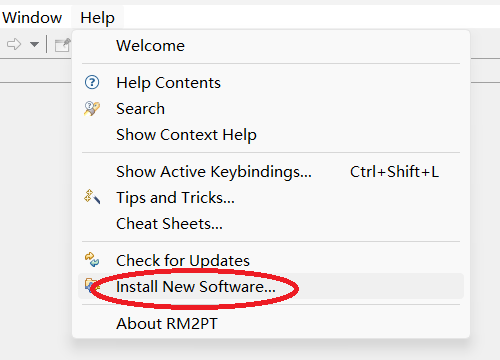 Window Help
Welcome
Help Contents
Search
Show Context Help
Show Active Keybindings... Ctrl+Shift+L
Tips and Tricks...
Cheat Sheets...
Check for Updates
Install New Software...
About RM2PT